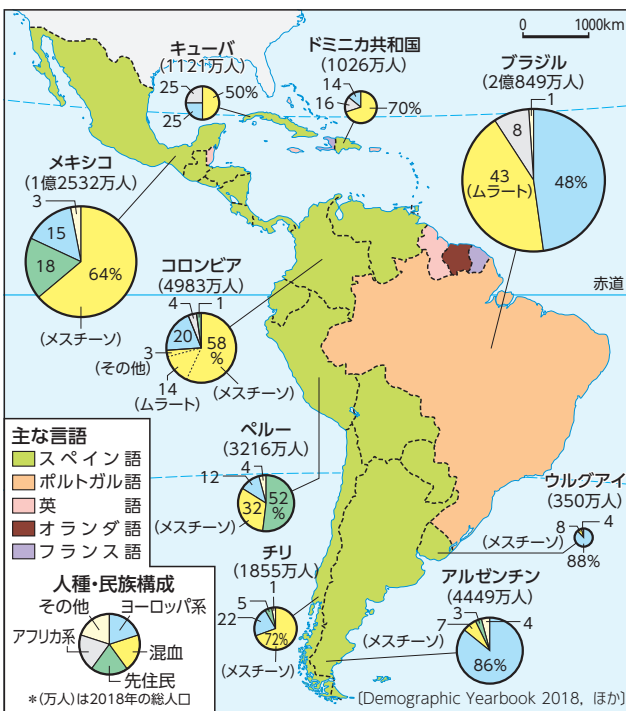 0 1000km
キューバ
(1121万人)
25
50%
25
ドミニカ共和国
(1026万人)
14
16
70%
ブラジル
(2億849万人)
1
8
43
(ムラート)
48%
メキシコ
(1億2532万人)
3
15
18
64%
(メスチーソ)
コロンビア
(4983万人)
4 1
20
58
%
3
(その他)
14
(ムラート)
(メスチーソ)
赤道
ペルー
(3216万人)
4
12
52
%
32
(メスチーソ)
ウルグアイ
(350万人)
8 4
(メスチーソ)
88%
チリ
(1855万人)
1
5
22
72%
(メスチーソ)
アルゼンチン
(4449万人)
3
4
7
(メスチーソ)
86%
主な言語
スペイン語
ポルトガル語
英語
オランダ語
フランス語
人種・民族構成
その他
ヨーロッパ系
アフリカ系
混血
先住民
*(万人)は2018年の総人口
〔Demographic Yearbook 2018, ほか〕